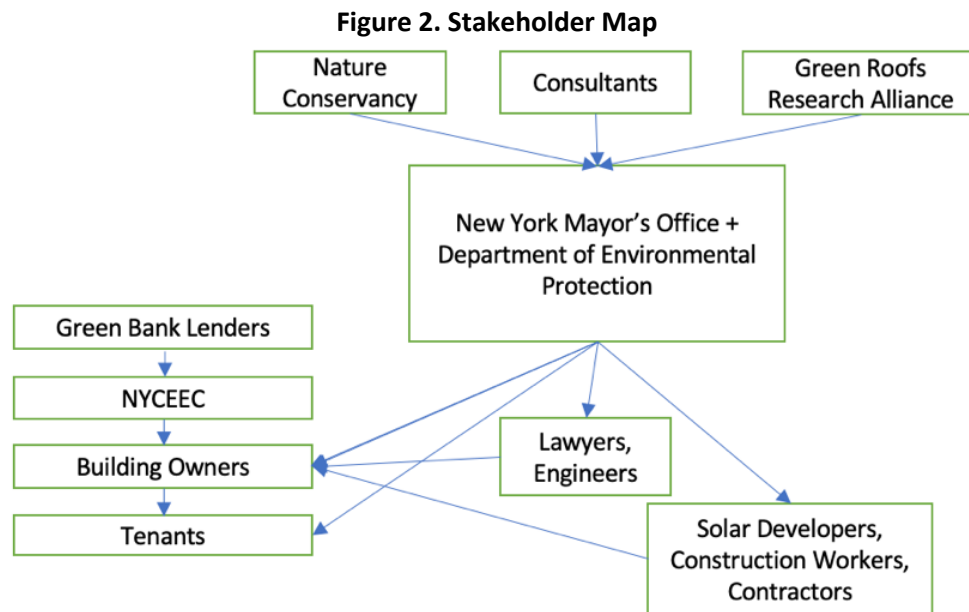 Figure 2. Stakeholder Map
Nature
Conservancy
Consultants
Green Roofs
Research Alliance
New York Mayor’s Office +
Department of Environmental
Protection
Green Bank Lenders
NYCEEC
Building Owners
Tenants
Lawyers,
Engineers
Solar Developers,
Construction Workers,
Contractors